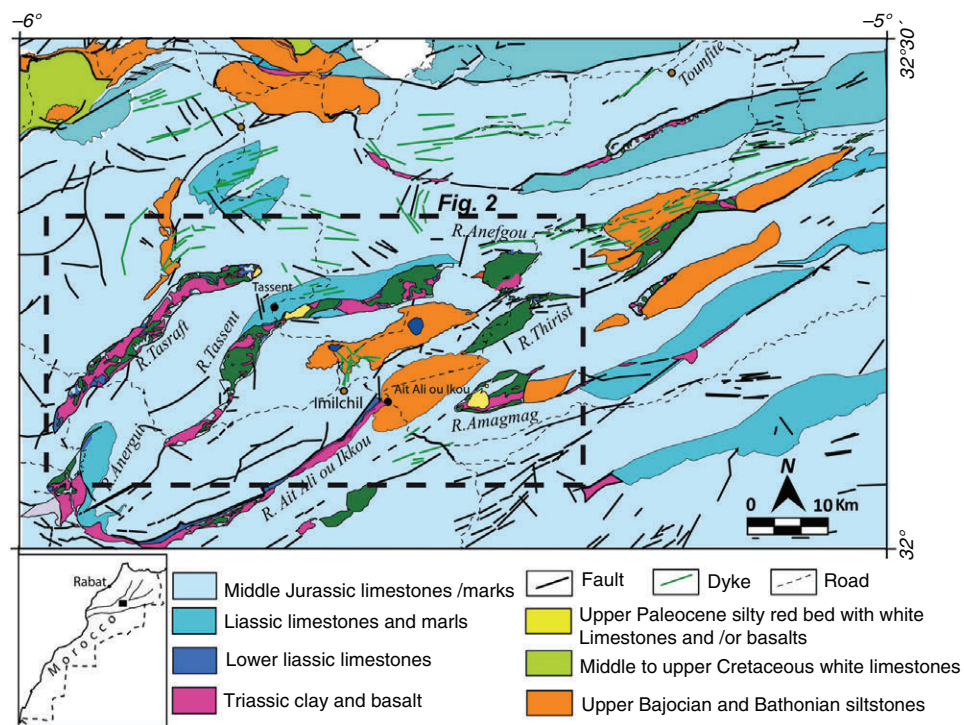 −6°
−5°
32°30
Tounfite
Fig. 2
R.Anefgou
Tassent
R.Tasraft
R.Tassent
R.Thirist
Imilchil
Ait Ali ou Ikou
R.Amagmag
R.Anergui
R. Ait Ali ou Ikkou
N
0 10 Km
32°
Rabat
Morocco
Middle Jurassic limestones /marks
Liassic limestones and marls
Lower liassic limestones
Triassic clay and basalt
Fault
Dyke
Road
Upper Paleocene silty red bed with white
Limestones and /or basalts
Middle to upper Cretaceous white limestones
Upper Bajocian and Bathonian siltstones